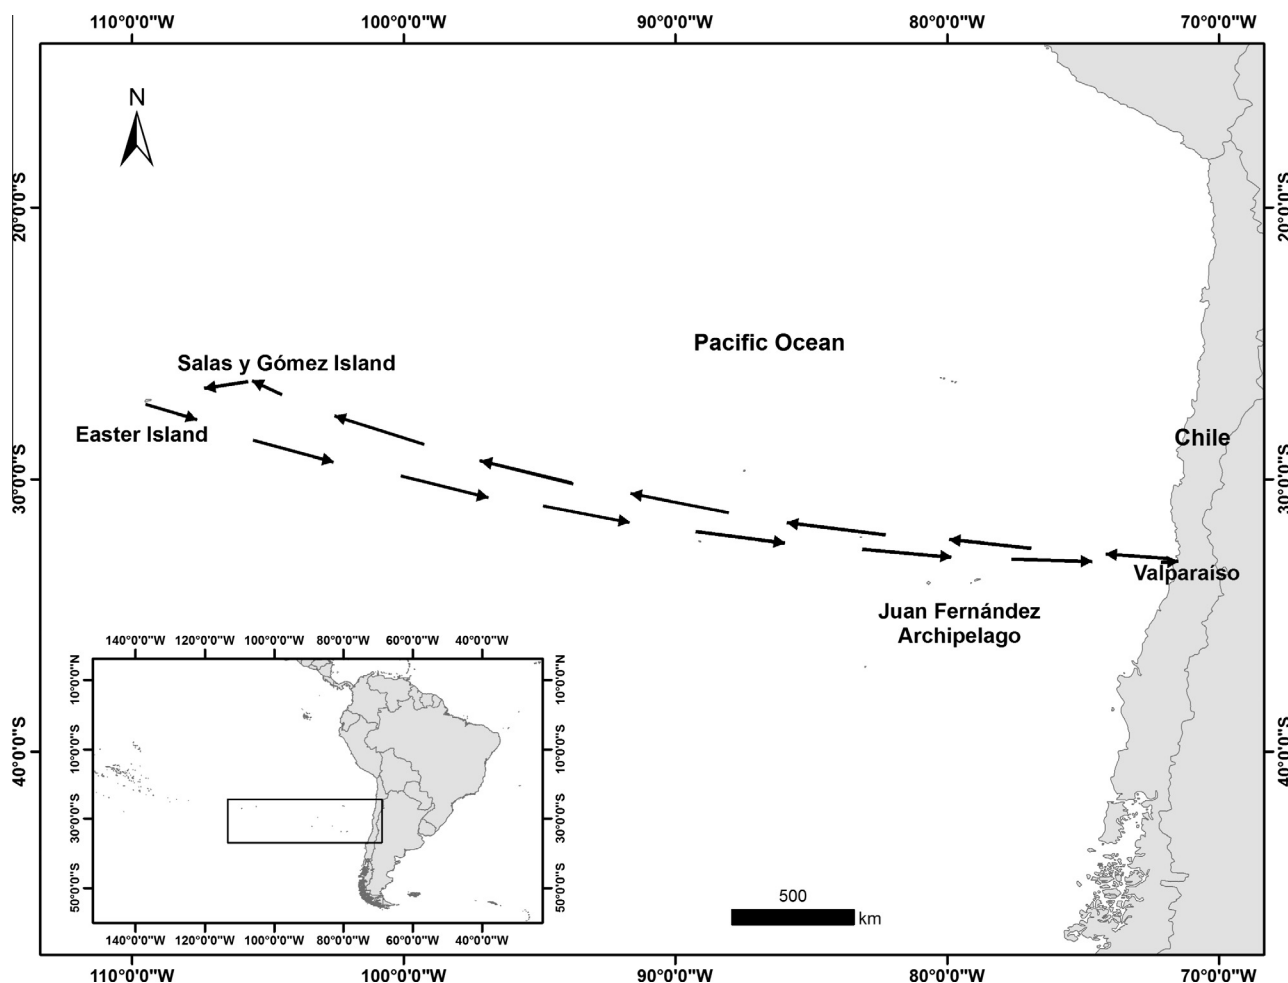 110°0'0"W 100°0'0"W 90°0'0"W 80°0'0"W 70°0'0"W
N
20°0'0"S 20°0'0"S
Pacific Ocean
Salas y Gómez Island
Easter Island
Chile
30°0'0"S 30°0'0"S
Valparaíso
Juan Fernández
Archipelago
140°0'0"W 120°0'0"W 100°0'0"W 80°0'0"W 60°0'0"W 40°0'0"W
10°0'0"N 10°0'0"N
10°0'0"S 10°0'0"S
30°0'0"S 30°0'0"S
50°0'0"S 50°0'0"S
140°0'0"W 120°0'0"W 100°0'0"W 80°0'0"W 60°0'0"W 40°0'0"W
40°0'0"S 40°0'0"S
500
km
110°0'0"W 100°0'0"W 90°0'0"W 80°0'0"W 70°0'0"W